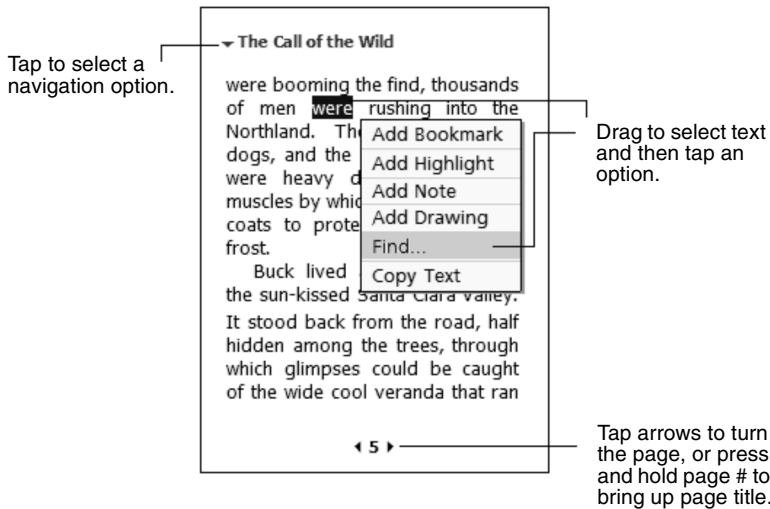 The Call of the Wild
Tap to select a
navigation option.
were booming the find, thousands
of men were rushing into the
Northland. The
dogs, and the
were heavy d
muscles by whic
coats to prote
frost.
Buck lived
the sun-kissed Santa Clara Valley.
It stood back from the road, half
hidden among the trees, through
which glimpses could be caught
of the wide cool veranda that ran
Add Bookmark
Add Highlight
Add Note
Add Drawing
Find...
Copy Text
Drag to select text
and then tap an
option.
5
Tap arrows to turn
the page, or press
and hold page # to
bring up page title.